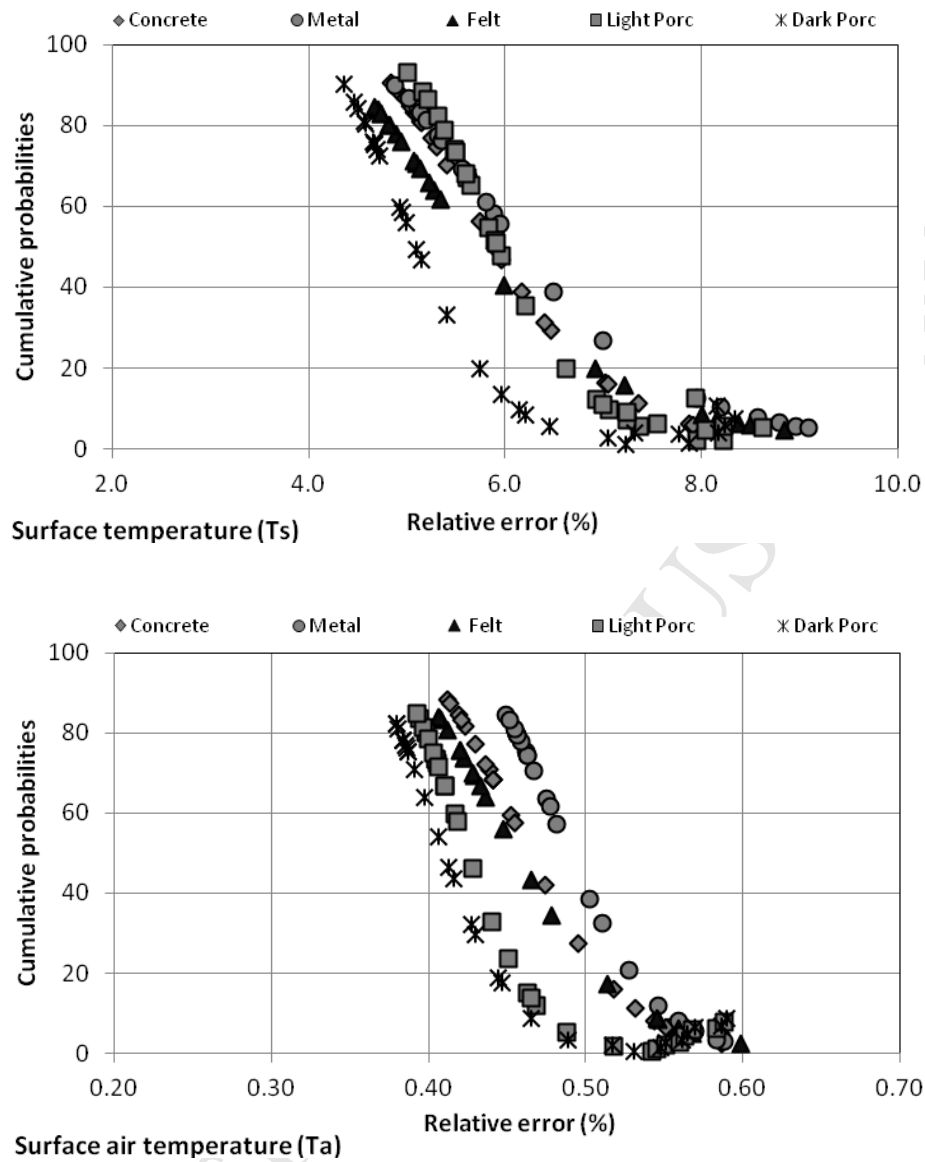 Concrete Metal Felt Light Porc Dark Porc
100
80
60
40
20
0
Cumulative probabilities
2.0 4.0 6.0 8.0 10.0
Relative error (%)
Surface temperature (Ts)
Concrete Metal Felt Light Porc Dark Porc
100
80
60
40
20
0
Cumulative probabilities
0.20 0.30 0.40 0.50 0.60 0.70
Relative error (%)
Surface air temperature (Ta)